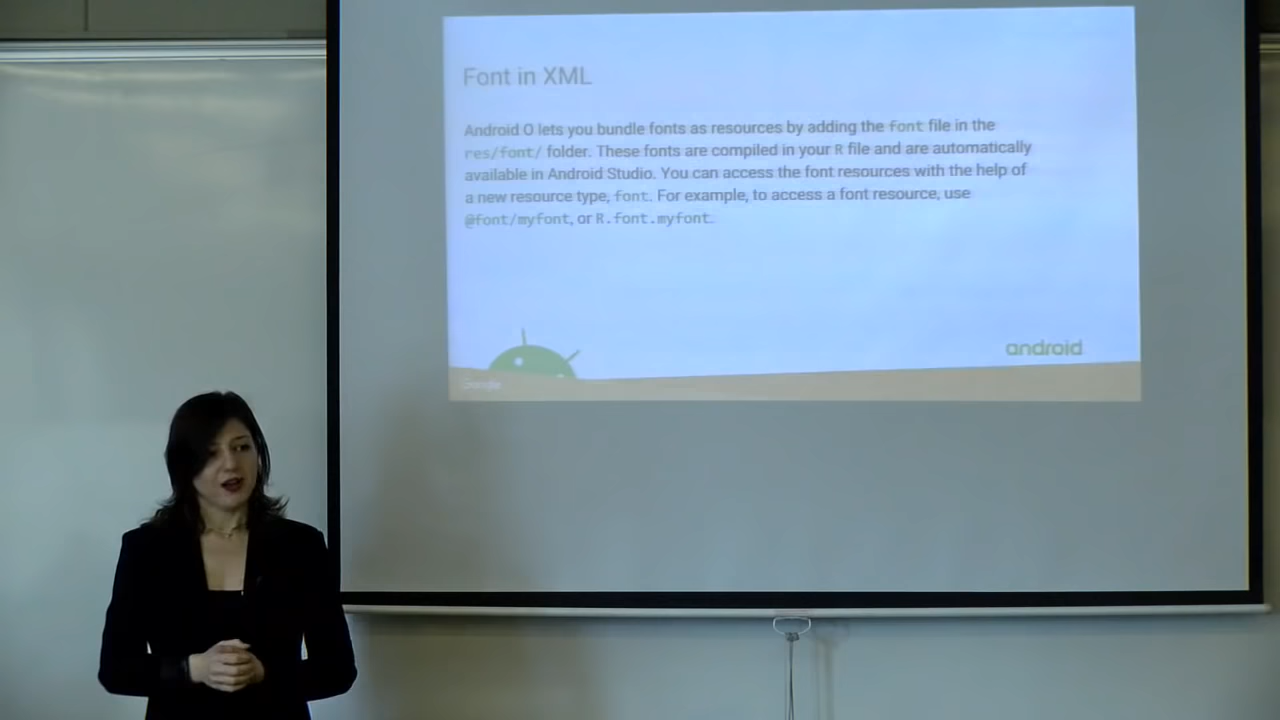 Font in XML
Android O lets you bundle fonts as resources by adding the font file in the
res/font/ folder. These fonts are compiled in your R file and are automatically
available in Android Studio. You can access the font resources with the help of
a new resource type, font. For example, to access a font resource, use
@font/myfont, or R.font.myfont.
android
Google